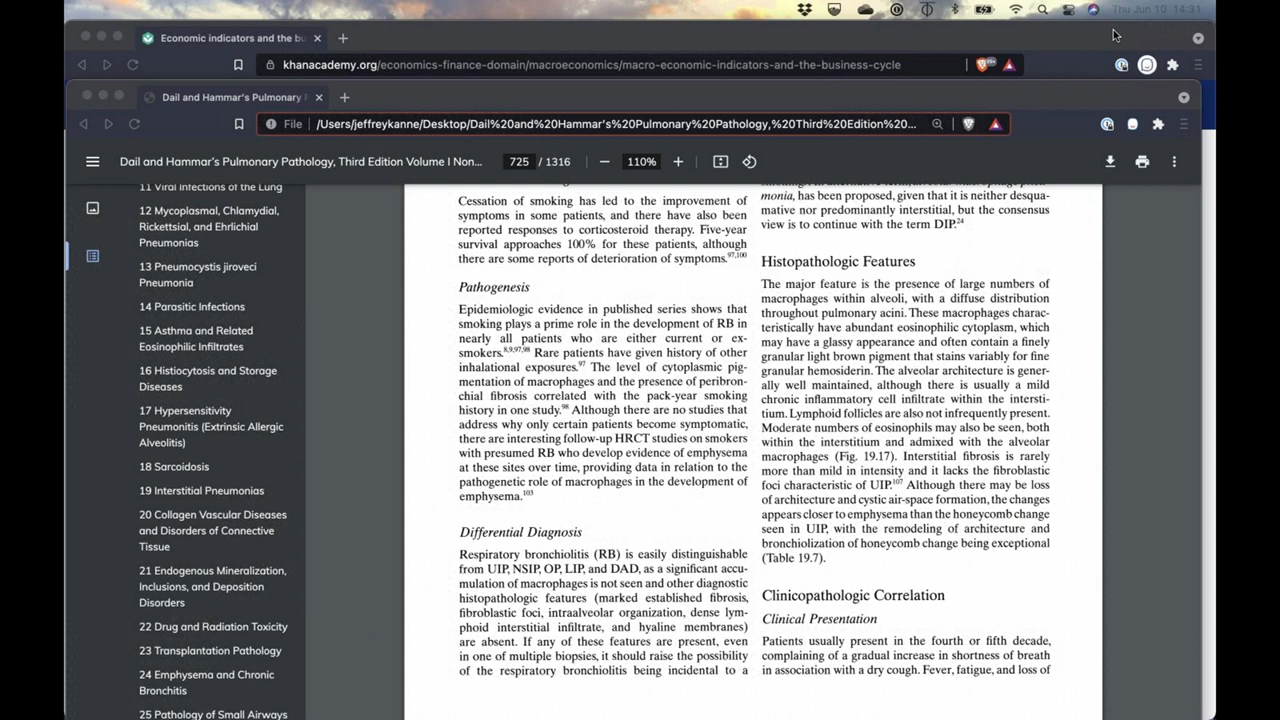 Thu Jun 10 14:31
Economic indicators and the bu
khanacademy.org/economics-finance-domain/macroeconomics/macro-economic-indicators-and-the-business-cycle
Dail and Hammar's Pulmonary
File /Users/jeffreykanne/Desktop/Dail%20and%20Hammar's%20Pulmonary%20Pathology,%20Third%20Edition%20...
Dail and Hammar's Pulmonary Pathology, Third Edition Volume I Non...
725 / 1316
110%
11 Viral Infections of the Lung
12 Mycoplasmal, Chlamydial,
Rickettsial, and Ehrlichial
Pneumonias
13 Pneumocystis jiroveci
Pneumonia
14 Parasitic Infections
15 Asthma and Related
Eosinophilic Infiltrates
16 Histiocytosis and Storage
Diseases
17 Hypersensitivity
Pneumonitis (Extrinsic Allergic
Alveolitis)
18 Sarcoidosis
19 Interstitial Pneumonias
20 Collagen Vascular Diseases
and Disorders of Connective
Tissue
21 Endogenous Mineralization,
Inclusions, and Deposition
Disorders
22 Drug and Radiation Toxicity
23 Transplantation Pathology
24 Emphysema and Chronic
Bronchitis
25 Pathology of Small Airways
Cessation of smoking has led to the improvement of
symptoms in some patients, and there have also been
reported responses to corticosteroid therapy. Five-year
survival approaches 100% for these patients, although
there are some reports of deterioration of symptoms.97,100
Pathogenesis
Epidemiologic evidence in published series shows that
smoking plays a prime role in the development of RB in
nearly all patients who are either current or ex-
smokers.8,9,97,98 Rare patients have given history of other
inhalational exposures.97 The level of cytoplasmic pig-
mentation of macrophages and the presence of peribron-
chial fibrosis correlated with the pack-year smoking
history in one study.98 Although there are no studies that
address why only certain patients become symptomatic,
there are interesting follow-up HRCT studies on smokers
with presumed RB who develop evidence of emphysema
at these sites over time, providing data in relation to the
pathogenetic role of macrophages in the development of
emphysema.103
Differential Diagnosis
Respiratory bronchiolitis (RB) is easily distinguishable
from UIP, NSIP, OP, LIP, and DAD, as a significant accu-
mulation of macrophages is not seen and other diagnostic
histopathologic features (marked established fibrosis,
fibroblastic foci, intraalveolar organization, dense lym-
phoid interstitial infiltrate, and hyaline membranes)
are absent. If any of these features are present, even
in one of multiple biopsies, it should raise the possibility
of the respiratory bronchiolitis being incidental to a
monia, has been proposed, given that it is neither desqua-
mative nor predominantly interstitial, but the consensus
view is to continue with the term DIP.24
Histopathologic Features
The major feature is the presence of large numbers of
macrophages within alveoli, with a diffuse distribution
throughout pulmonary acini. These macrophages charac-
teristically have abundant eosinophilic cytoplasm, which
may have a glassy appearance and often contain a finely
granular light brown pigment that stains variably for fine
granular hemosiderin. The alveolar architecture is gener-
ally well maintained, although there is usually a mild
chronic inflammatory cell infiltrate within the intersti-
tium. Lymphoid follicles are also not infrequently present.
Moderate numbers of eosinophils may also be seen, both
within the interstitium and admixed with the alveolar
macrophages (Fig. 19.17). Interstitial fibrosis is rarely
more than mild in intensity and it lacks the fibroblastic
foci characteristic of UIP.107 Although there may be loss
of architecture and cystic air-space formation, the changes
appears closer to emphysema than the honeycomb change
seen in UIP, with the remodeling of architecture and
bronchiolization of honeycomb change being exceptional
(Table 19.7).
Clinicopathologic Correlation
Clinical Presentation
Patients usually present in the fourth or fifth decade,
complaining of a gradual increase in shortness of breath
in association with a dry cough. Fever, fatigue, and loss of